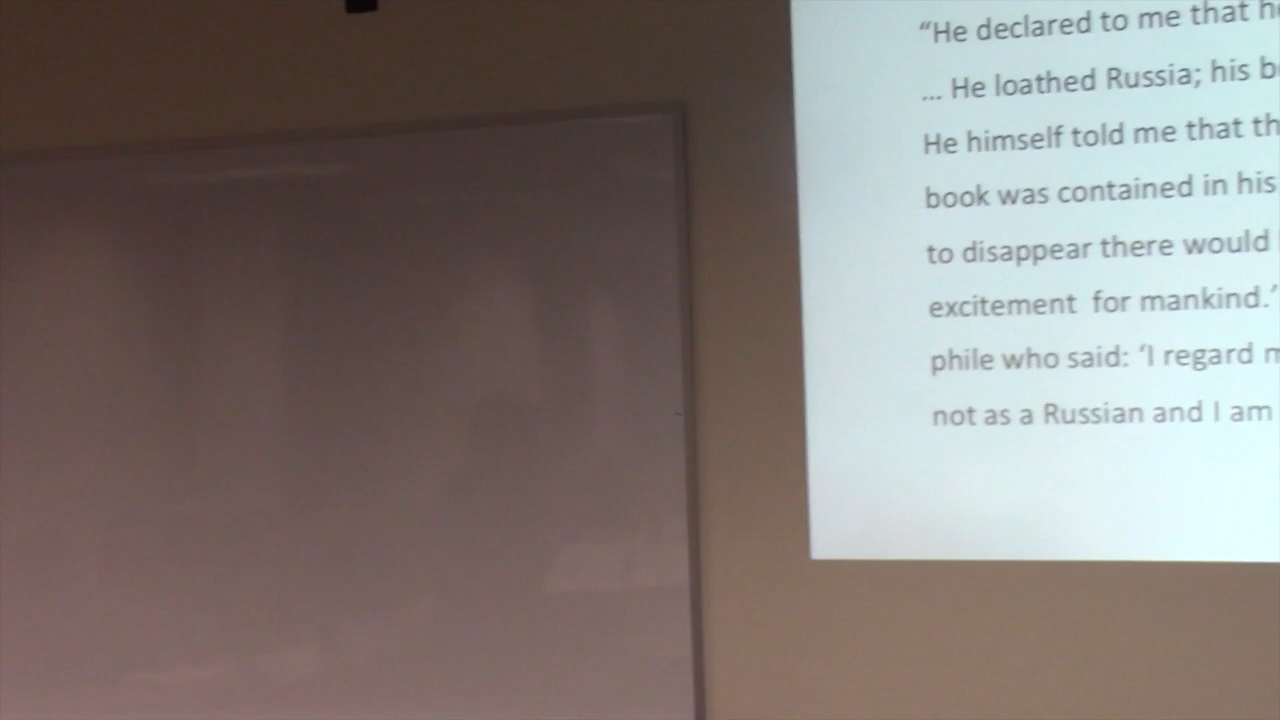 “He declared to me that
... He loathed Russia; his
He himself told me that
book was contained in his
to disappear there would
excitement for mankind.’
phile who said: ‘I regard
not as a Russian and I am